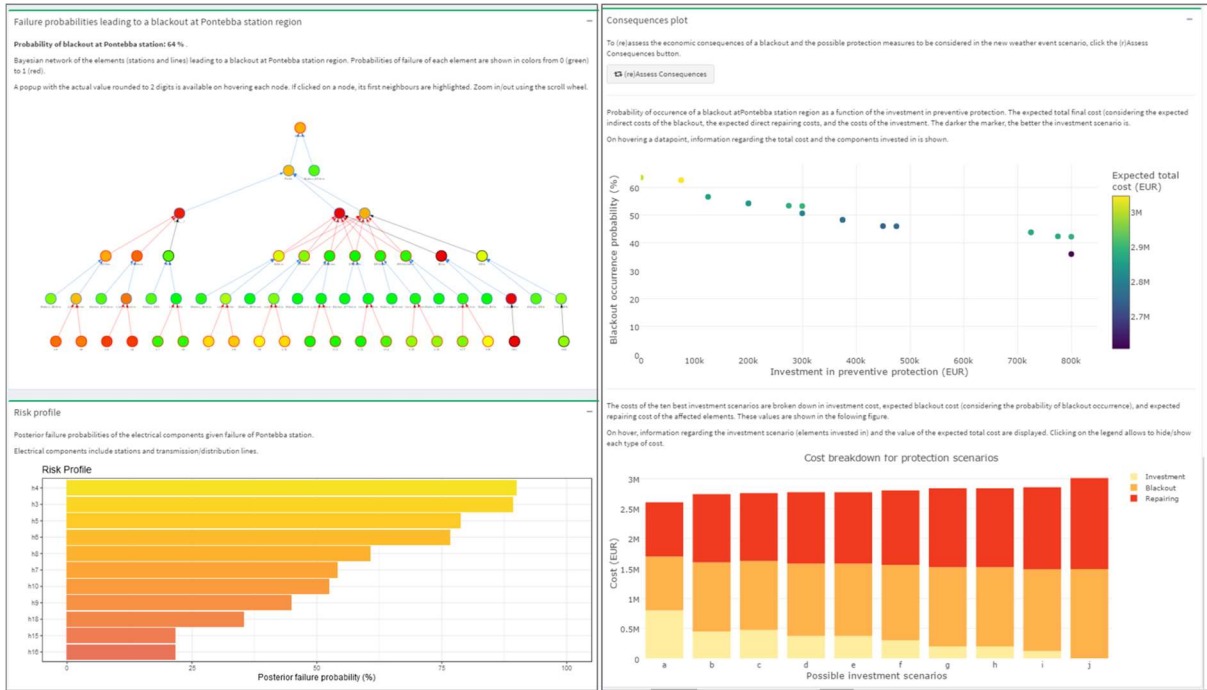 Failure probabilities leading to a blackout at Pontebba station region
Probability of blackout at Pontebba station: 64 % .
Bayesian network of the elements (stations and lines) leading to a blackout at Pontebba station region. Probabilities of failure of each element are shown in colors from 0 (green)
to 1 (red).
A popup with the actual value rounded to 2 digits is available on hovering each node. If clicked on a node, its first neighbours are highlighted. Zoom in/out using the scroll wheel.
Risk profile
Posterior failure probabilities of the electrical components given failure of Pontebba station.
Electrical components include stations and transmission/distribution lines.
Risk Profile
h4
h3
h5
h6
h8
h7
h10
h9
h18
h15
h16
0 25 50 75 100
Posterior failure probability (%)
Consequences plot
To (re)assess the economic consequences of a blackout and the possible protection measures to be considered in the new weather event scenario, click the (r)Assess
Consequences button.
(re)Assess Consequences
Probability of occurence of a blackout atPontebba station region as a function of the investment in preventive protection. The expected total final cost (considering the expected
indirect costs of the blackout, the expected direct repairing costs, and the costs of the investment. The darker the marker, the better the investment scenario is.
On hovering a datapoint, information regarding the total cost and the components invested in is shown.
Blackout occurrence probability (%)
60
50
40
30
20
10
0
0 100k 200k 300k 400k 500k 600k 700k 800k
Investment in preventive protection (EUR)
Expected total
cost (EUR)
3M
2.9M
2.8M
2.7M
The costs of the ten best investment scenarios are broken down in investment cost, expected blackout cost (considering the probability of blackout occurrence), and expected
repairing cost of the affected elements. These values are shown in the folowing figure.
On hover, information regarding the investment scenario (elements invested in) and the value of the expected total cost are displayed. Clicking on the legend allows to hide/show
each type of cost.
Cost breakdown for protection scenarios
Cost (EUR)
3M
2.5M
2M
1.5M
1M
0.5M
0
a b c d e f g h i j
Possible investment scenarios
Investment
Blackout
Repairing